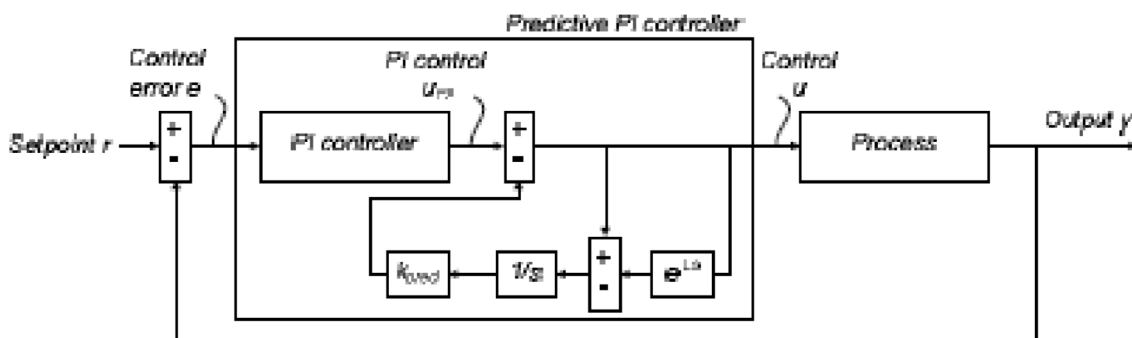 Predictive PI controller
Control
error e
PI control
u
Control
u
Setpoint r
+
-
PI controller
+
-
Process
Output y
k
1/s
+
-
e